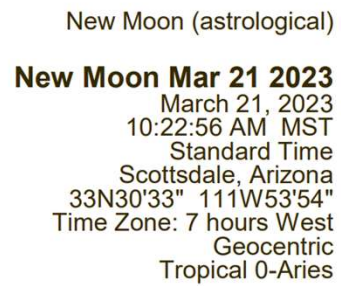 New Moon (astrological)
New Moon Mar 21 2023
March 21, 2023
10:22:56 AM MST
Standard Time
Scottsdale, Arizona
33N30'33" 111W53'54"
Time Zone: 7 hours West
Geocentric
Tropical 0-Aries